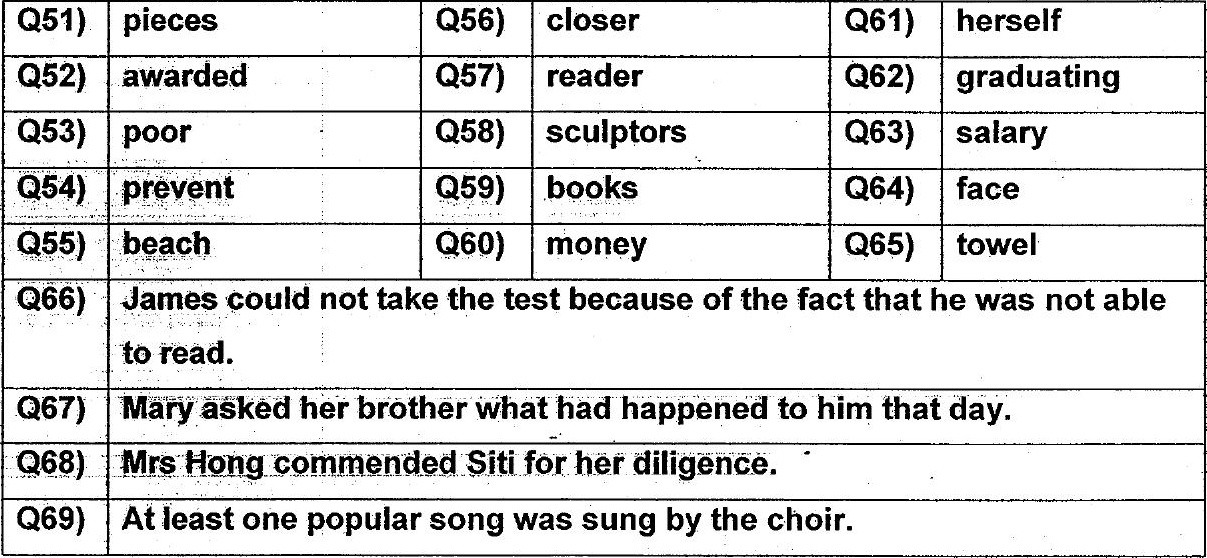 Q51) pieces Q56) closer Q61) herself
Q52) awarded Q57) reader Q62) graduating
Q53) poor Q58) sculptors Q63) salary
Q54) prevent Q59) books Q64) face
Q55) beach Q60) money Q65) towel
Q66) James could not take the test because of the fact that he was not able
to read.
Q67) Mary asked her brother what had happened to him that day.
Q68) Mrs Hong commended Siti for her diligence.
Q69) At least one popular song was sung by the choir.